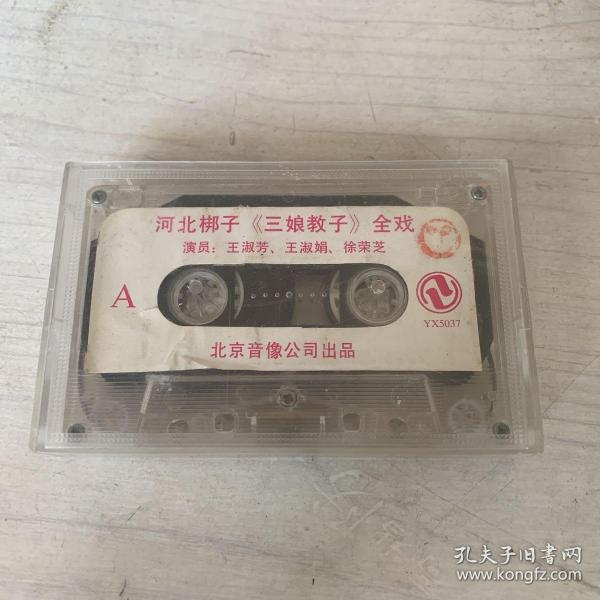 河北梆子《三娘教子》全戏
演员：王淑芳、王淑娟、徐荣芝
A
YX5037
北京音像公司出品
孔夫子旧书网
www.kongfz.com